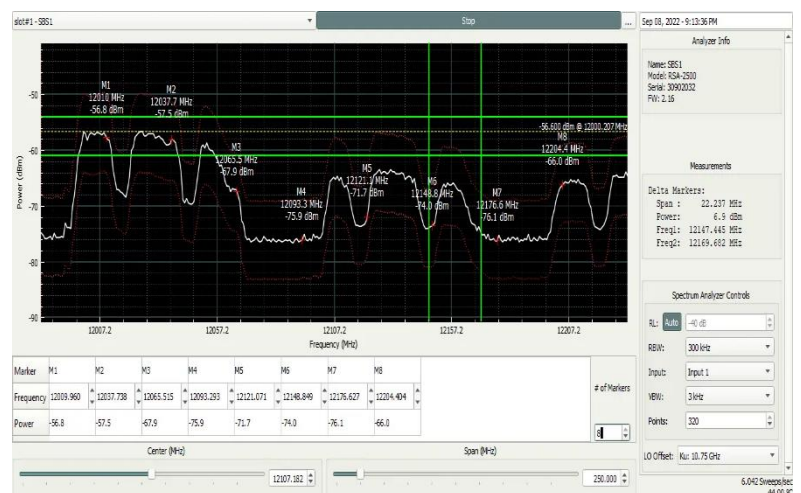 slot#1 - SBS1
Stop
...
Sep 08, 2022 - 9:13:36 PM
Analyzer Info
Name: SBS1
Model: RSA-2500
Serial: 30902032
FW: 2.16
M1
12010 MHz
-56.8 dBm
M2
12037.7 MHz
-57.5 dBm
-56.600 dBm @ 12000.207 MHz
M8
12204.4 MHz
-66.0 dBm
M3
12065.5 MHz
-67.9 dBm
M5
12121.1 MHz
-71.7 dBm
M4
12093.3 MHz
-75.9 dBm
M6
12148.8 MHz
-74.0 dBm
M7
12176.6 MHz
-76.1 dBm
-50
-60
-70
-80
-90
Power (dBm)
12007.2
12057.2
12107.2
12157.2
12207.2
Frequency (MHz)
Measurements
Delta Markers:
Span : 22.237 MHz
Power: 6.9 dBm
Freq1: 12147.445 MHz
Freq2: 12169.682 MHz
Spectrum Analyzer Controls
RL: Auto -40 dB
RBW: 300 kHz
Input: Input 1
VBW: 3 kHz
Points: 320
LO Offset: Ku: 10.75 GHz
Marker M1 M2 M3 M4 M5 M6 M7 M8
Frequency 12009.960 12037.738 12065.515 12093.293 12121.071 12148.849 12176.627 12204.404
Power -56.8 -57.5 -67.9 -75.9 -71.7 -74.0 -76.1 -66.0
# of Markers
8
Center (MHz)
12107.182
Span (MHz)
250.000
6.042 Sweeps/sec